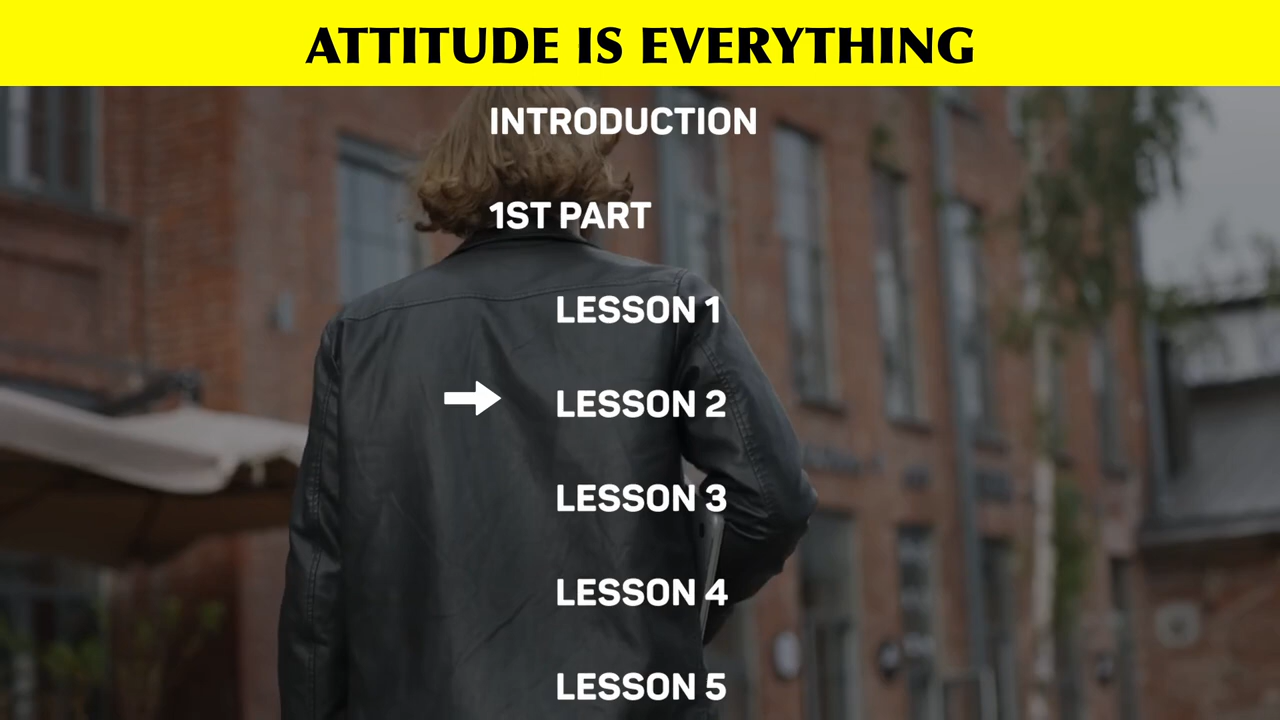 ATTITUDE IS EVERYTHING
INTRODUCTION
1ST PART
LESSON 1
LESSON 2
LESSON 3
LESSON 4
LESSON 5